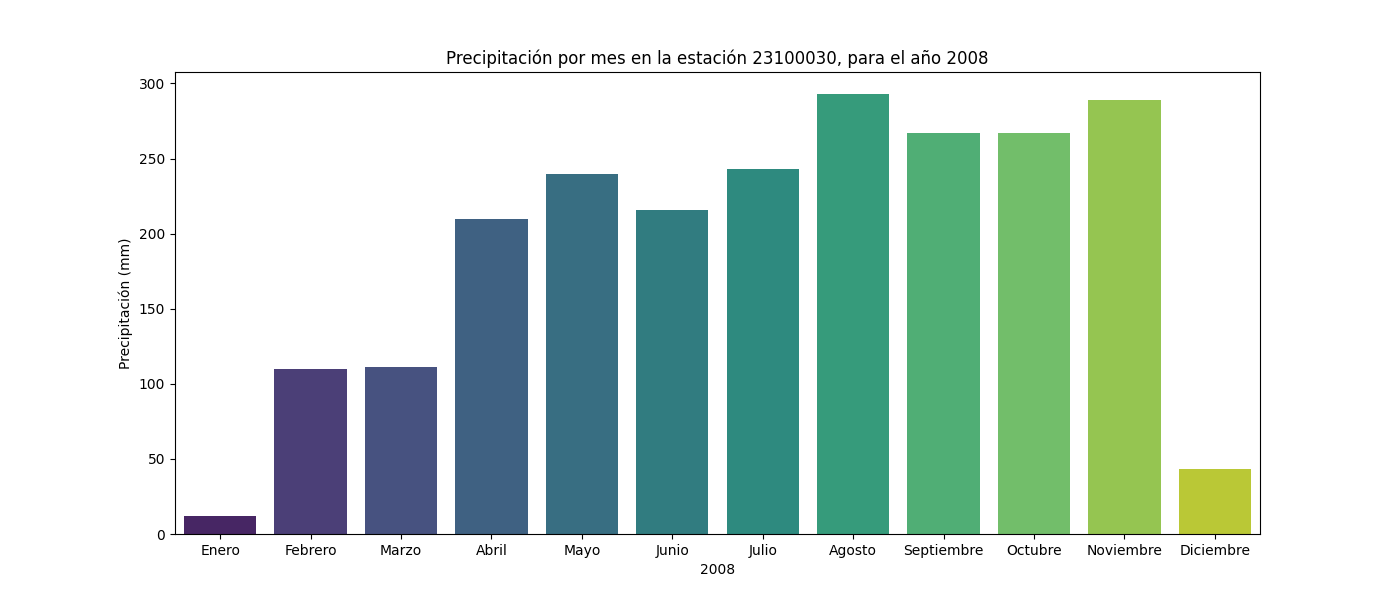 Precipitación por mes en la estación 23100030, para el año 2008
Precipitación (mm)
300
250
200
150
100
50
0
Enero Febrero Marzo Abril Mayo Junio Julio Agosto Septiembre Octubre Noviembre Diciembre
2008